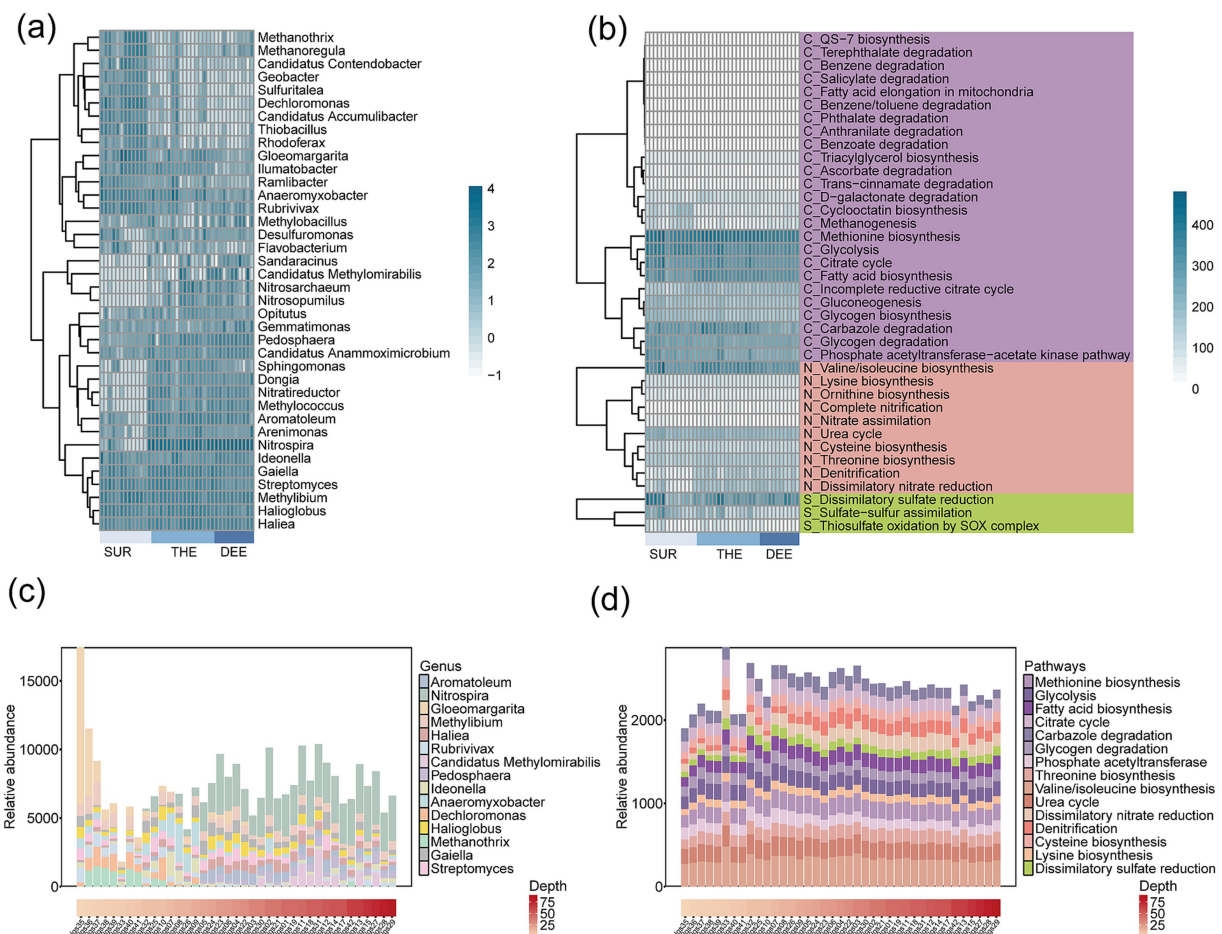 (a)
Methanothrix
Methanoregula
Candidatus Contendobacter
Geobacter
Sulfuritalea
Dechloromonas
Candidatus Accumulibacter
Thiobacillus
Rhodoferax
Gloeomargarita
Ilumatobacter
Ramlibacter
Anaeromyxobacter
Rubrivivax
Methylobacillus
Desulfuromonas
Flavobacterium
Sandaracinus
Candidatus Methylomirabilis
Nitrosarchaeum
Nitrosopumilus
Opitutus
Gemmatimonas
Pedosphaera
Candidatus Anammoximicrobium
Sphingomonas
Dongia
Nitratireductor
Methylococcus
Aromatoleum
Arenimonas
Nitrospira
Ideonella
Gaiella
Streptomyces
Methylibium
Halioglobus
Haliea
4
3
2
1
0
−1
SUR THE DEE
(b)
C_QS−7 biosynthesis
C_Terephthalate degradation
C_Benzene degradation
C_Salicylate degradation
C_Fatty acid elongation in mitochondria
C_Benzene/toluene degradation
C_Phthalate degradation
C_Anthranilate degradation
C_Benzoate degradation
C_Triacylglycerol biosynthesis
C_Ascorbate degradation
C_Trans−cinnamate degradation
C_D−galactonate degradation
C_Cyclooctatin biosynthesis
C_Methanogenesis
C_Methionine biosynthesis
C_Glycolysis
C_Citrate cycle
C_Fatty acid biosynthesis
C_Incomplete reductive citrate cycle
C_Gluconeogenesis
C_Glycogen biosynthesis
C_Carbazole degradation
C_Glycogen degradation
C_Phosphate acetyltransferase−acetate kinase pathway
N_Valine/isoleucine biosynthesis
N_Lysine biosynthesis
N_Ornithine biosynthesis
N_Complete nitrification
N_Nitrate assimilation
N_Urea cycle
N_Cysteine biosynthesis
N_Threonine biosynthesis
N_Denitrification
N_Dissimilatory nitrate reduction
S_Dissimilatory sulfate reduction
S_Sulfate−sulfur assimilation
S_Thiosulfate oxidation by SOX complex
400
300
200
100
0
SUR THE DEE
(c)
Relative abundance
15000
10000
5000
0
Genus
Aromatoleum
Nitrospira
Gloeomargarita
Methylibium
Haliea
Rubrivivax
Candidatus Methylomirabilis
Pedosphaera
Ideonella
Anaeromyxobacter
Dechloromonas
Halioglobus
Methanothrix
Gaiella
Streptomyces
Depth
75
50
25
(d)
Relative abundance
2000
1000
0
Pathways
Methionine biosynthesis
Glycolysis
Fatty acid biosynthesis
Citrate cycle
Carbazole degradation
Glycogen degradation
Phosphate acetyltransferase
Threonine biosynthesis
Valine/isoleucine biosynthesis
Urea cycle
Dissimilatory nitrate reduction
Denitrification
Cysteine biosynthesis
Lysine biosynthesis
Dissimilatory sulfate reduction
Depth
75
50
25